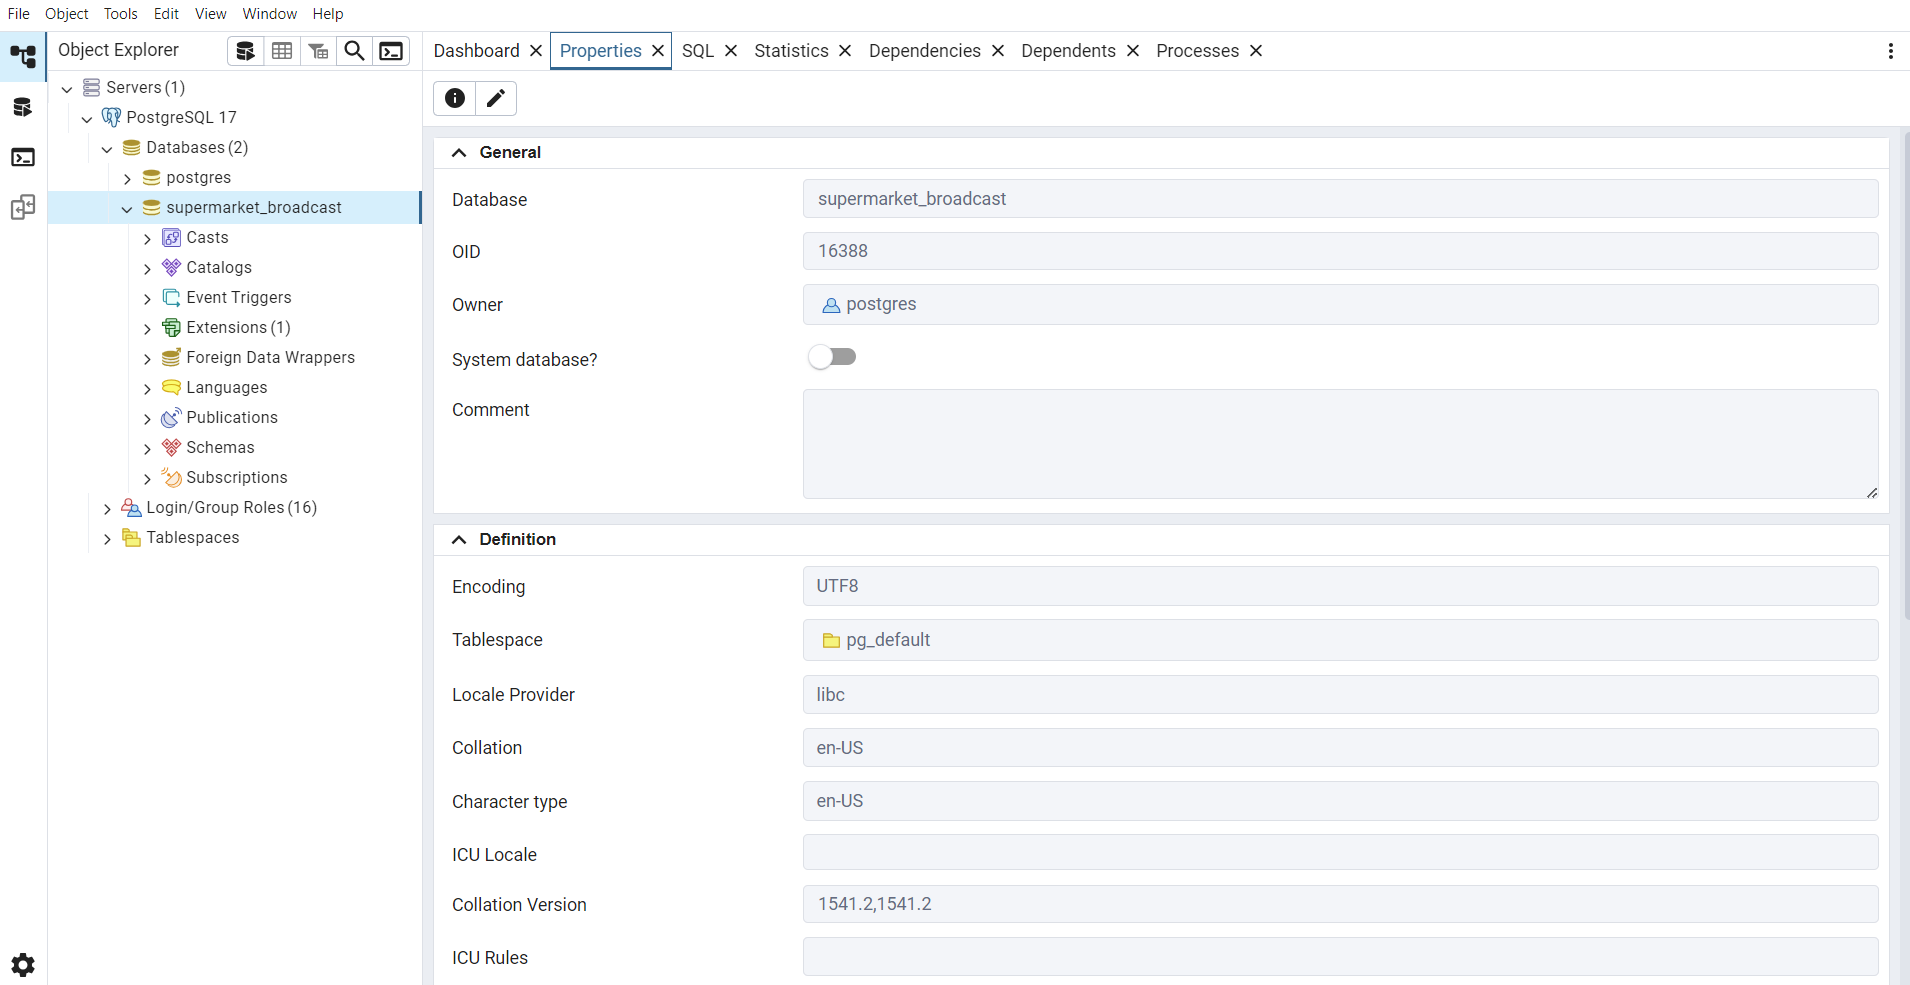 File Object Tools Edit View Window Help
Object Explorer
Servers (1)
PostgreSQL 17
Databases (2)
postgres
supermarket_broadcast
Casts
Catalogs
Event Triggers
Extensions (1)
Foreign Data Wrappers
Languages
Publications
Schemas
Subscriptions
Login/Group Roles (16)
Tablespaces
Dashboard Properties SQL Statistics Dependencies Dependents Processes
General
Database supermarket_broadcast
OID 16388
Owner postgres
System database?
Comment
Definition
Encoding UTF8
Tablespace pg_default
Locale Provider libc
Collation en-US
Character type en-US
ICU Locale
Collation Version 1541.2,1541.2
ICU Rules